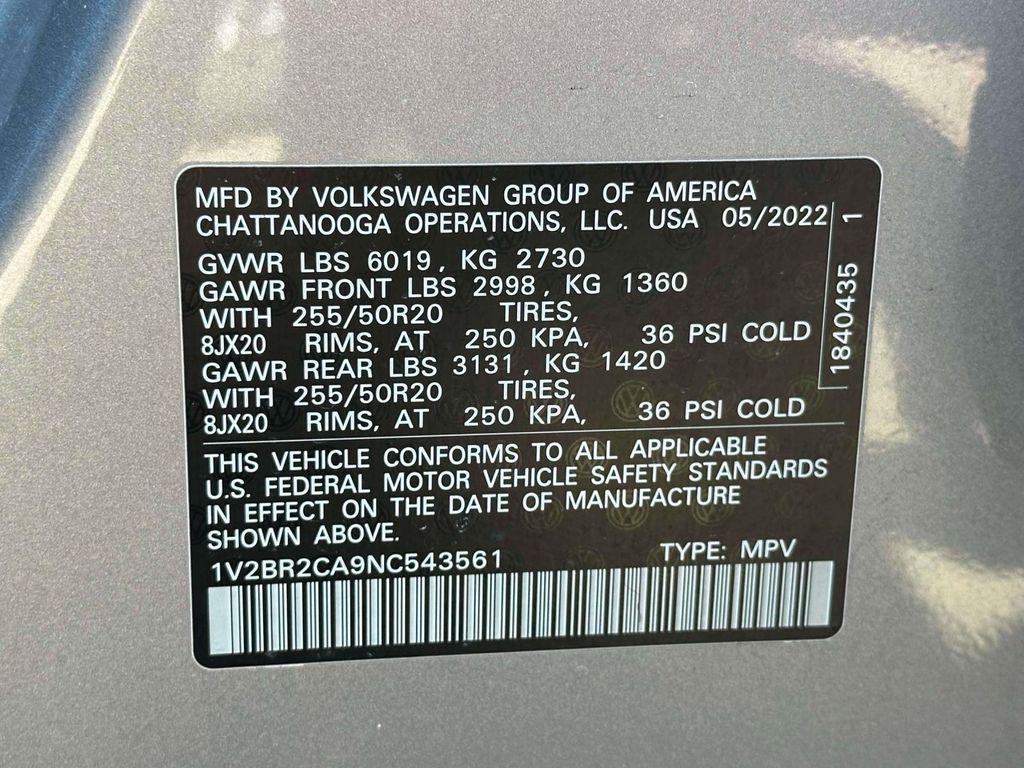 MFD BY VOLKSWAGEN GROUP OF AMERICA
CHATTANOOGA OPERATIONS, LLC. USA 05/2022
GVWR LBS 6019, KG 2730
GAWR FRONT LBS 2998, KG 1360
WITH 255/50R20 TIRES,
8JX20 RIMS, AT 250 KPA, 36 PSI COLD
GAWR REAR LBS 3131, KG 1420
WITH 255/50R20 TIRES,
8JX20 RIMS, AT 250 KPA, 36 PSI COLD
1840435 1
THIS VEHICLE CONFORMS TO ALL APPLICABLE
U.S. FEDERAL MOTOR VEHICLE SAFETY STANDARDS
IN EFFECT ON THE DATE OF MANUFACTURE
SHOWN ABOVE.
1V2BR2CA9NC543561 TYPE: MPV